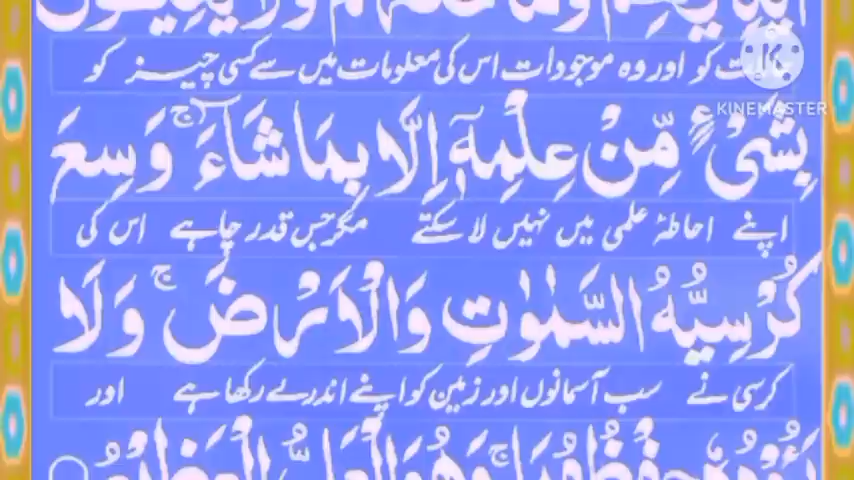 حالات کو اور وہ موجودات اس کی معلومات میں سے کسی چیز کو
KINEMASTER
بِشَىْءٍ مِّنْ عِلْمِهٖۤ اِلَّا بِمَا شَآءَ ۚ وَسِعَ
اپنے احاطۂ علمی میں نہیں لا سکتے مگر جس قدر چاہے اس کی
كُرْسِيُّهُ السَّمٰوٰتِ وَالْاَرْضَ ۚ وَلَا
کرسی نے سب آسمانوں اور زمین کو اپنے اندر لے رکھا ہے اور